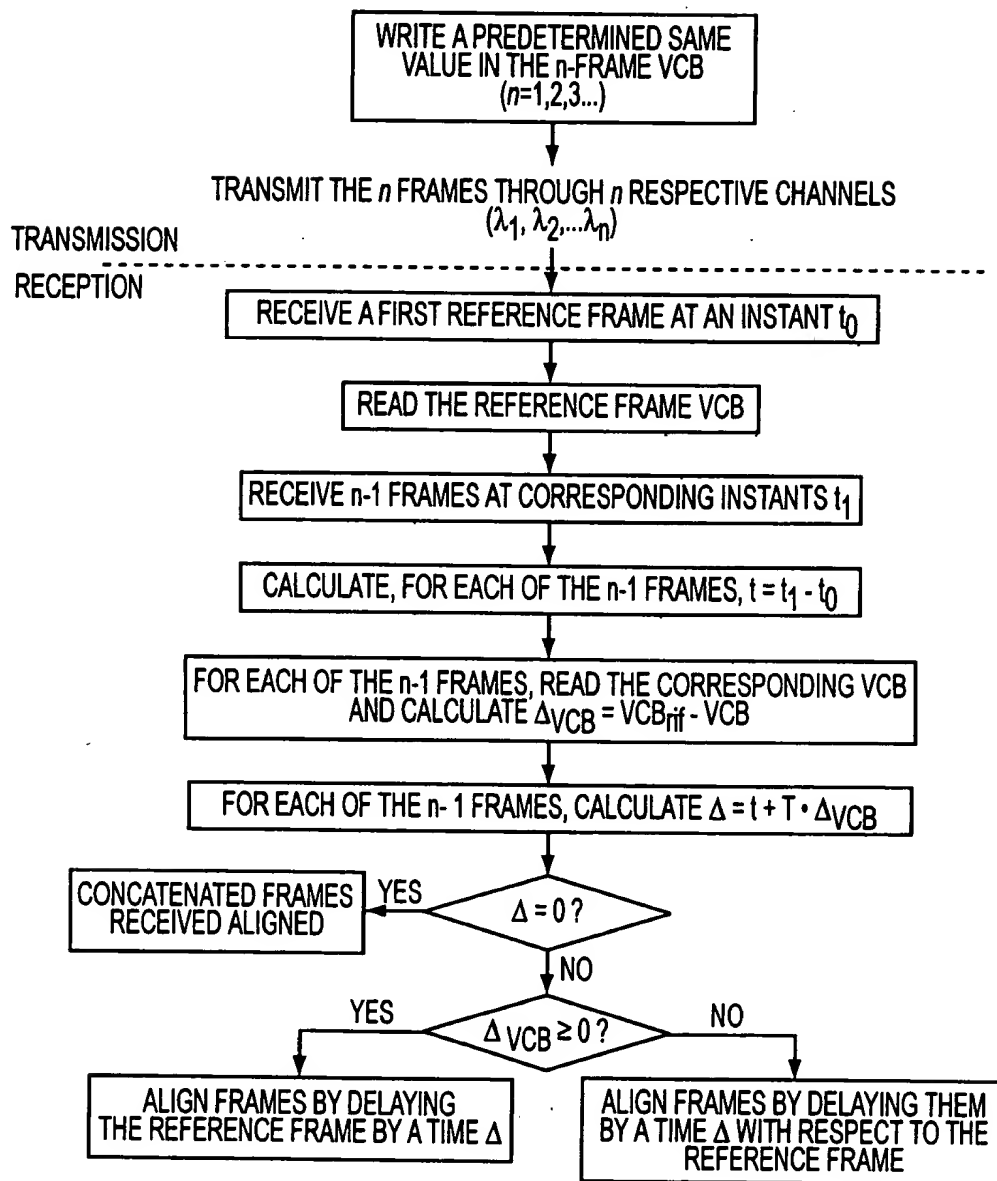 WRITE A PREDETERMINED SAME
VALUE IN THE n-FRAME VCB
(n=1,2,3...)
TRANSMIT THE n FRAMES THROUGH n RESPECTIVE CHANNELS
(λ1, λ2,...λn)
TRANSMISSION
RECEPTION
RECEIVE A FIRST REFERENCE FRAME AT AN INSTANT t0
READ THE REFERENCE FRAME VCB
RECEIVE n-1 FRAMES AT CORRESPONDING INSTANTS t1
CALCULATE, FOR EACH OF THE n-1 FRAMES, t = t1 - t0
FOR EACH OF THE n-1 FRAMES, READ THE CORRESPONDING VCB
AND CALCULATE ΔVCB = VCBrif - VCB
FOR EACH OF THE n- 1 FRAMES, CALCULATE Δ = t + T • ΔVCB
CONCATENATED FRAMES
RECEIVED ALIGNED
YES
Δ = 0 ?
NO
YES
ΔVCB ≥ 0 ?
NO
ALIGN FRAMES BY DELAYING
THE REFERENCE FRAME BY A TIME Δ
ALIGN FRAMES BY DELAYING THEM
BY A TIME Δ WITH RESPECT TO THE
REFERENCE FRAME